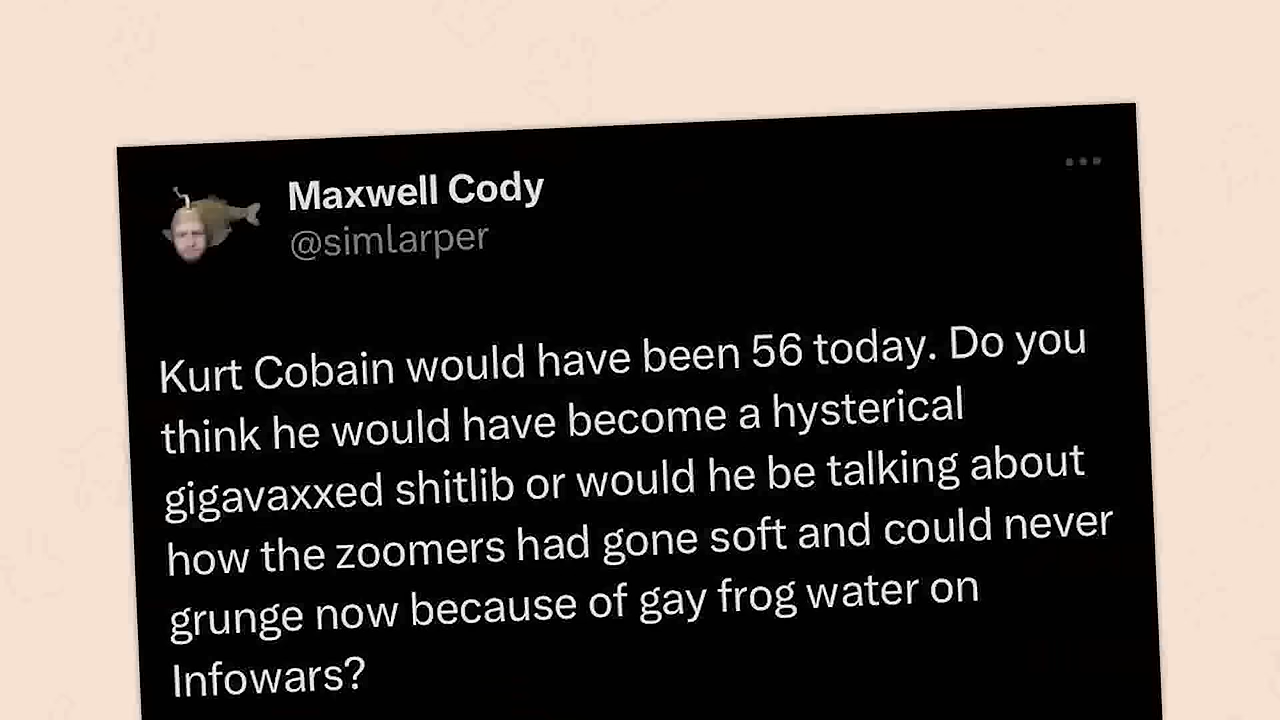 Maxwell Cody
@simlarper
Kurt Cobain would have been 56 today. Do you
think he would have become a hysterical
gigavaxxed shitlib or would he be talking about
how the zoomers had gone soft and could never
grunge now because of gay frog water on
Infowars?